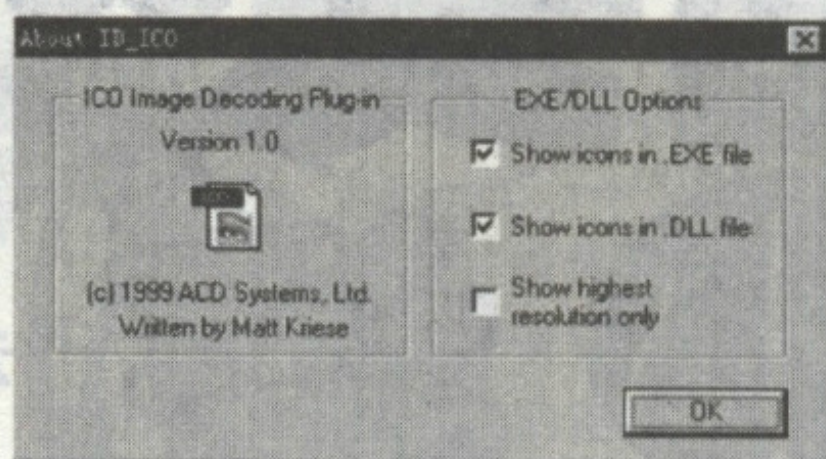 About ID_ICO
ICO Image Decoding Plug-in
Version 1.0
(c) 1999 ACD Systems, Ltd.
Written by Matt Kriese
EXE/DLL Options
Show icons in .EXE file
Show icons in .DLL file
Show highest
resolution only
OK